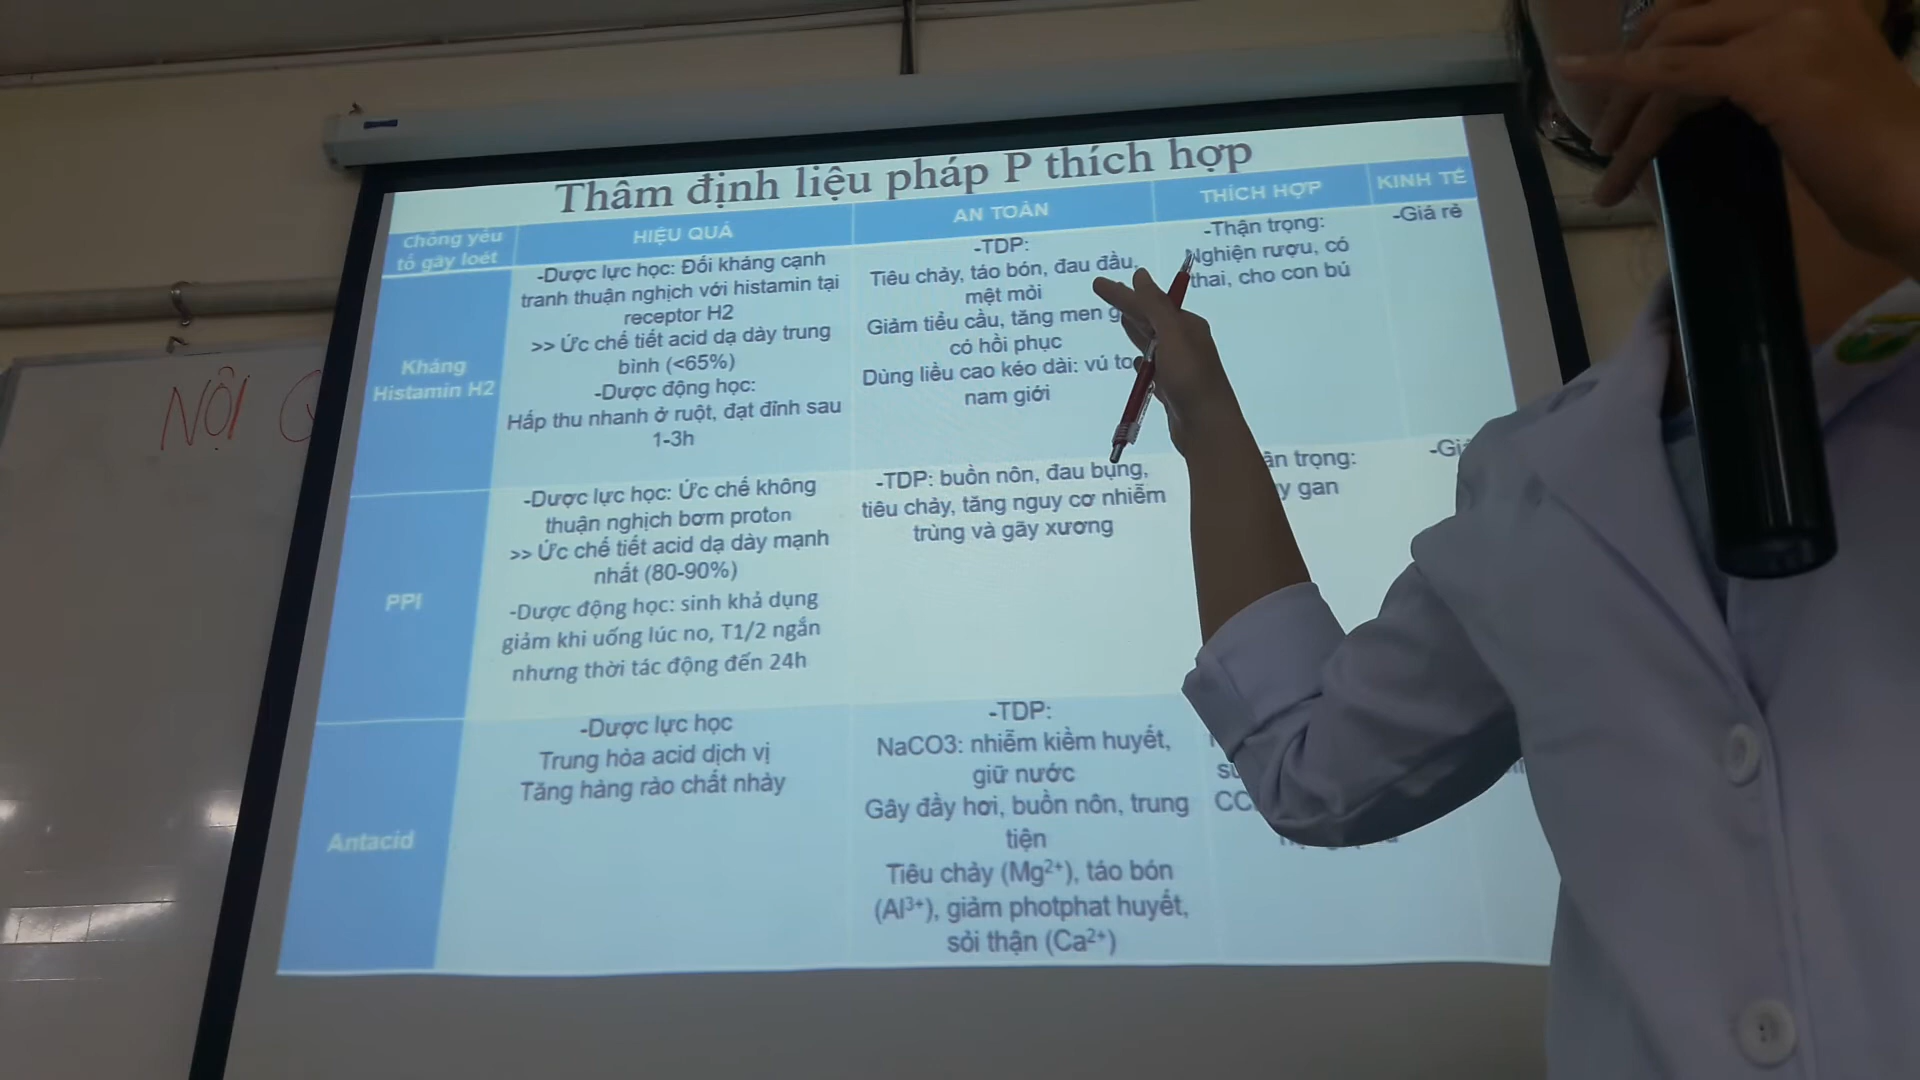 Thâm định liệu pháp P thích hợp
Chống yếu
tố gây loét
HIỆU QUẢ
AN TOÀN
THÍCH HỢP
KINH TẾ
Kháng
Histamin H2
-Dược lực học: Đối kháng cạnh
tranh thuận nghịch với histamin tại
receptor H2
>> Ức chế tiết acid dạ dày trung
bình (<65%)
-Dược động học:
Hấp thu nhanh ở ruột, đạt đỉnh sau
1-3h
-TDP:
Tiêu chảy, táo bón, đau đầu,
mệt mỏi
Giảm tiểu cầu, tăng men
có hồi phục
Dùng liều cao kéo dài: vú to
nam giới
-Thận trọng:
Nghiện rượu, có
thai, cho con bú
-Giá rẻ
PPI
-Dược lực học: Ức chế không
thuận nghịch bơm proton
>> Ức chế tiết acid dạ dày mạnh
nhất (80-90%)
-Dược động học: sinh khả dụng
giảm khi uống lúc no, T1/2 ngắn
nhưng thời tác động đến 24h
-TDP: buồn nôn, đau bụng,
tiêu chảy, tăng nguy cơ nhiễm
trùng và gãy xương
trọng:
gan
Antacid
-Dược lực học
Trung hòa acid dịch vị
Tăng hàng rào chất nhầy
-TDP:
NaCO3: nhiễm kiềm huyết,
giữ nước
Gây đầy hơi, buồn nôn, trung
tiện
Tiêu chảy (Mg²⁺), táo bón
(Al³⁺), giảm photphat huyết,
sỏi thận (Ca²⁺)
NỘI